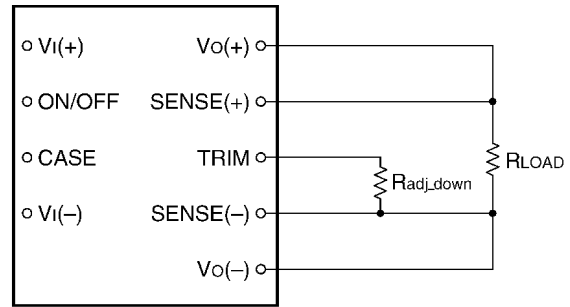 VI(+) VO(+)
ON/OFF SENSE(+)
CASE TRIM
Radj_down
RLOAD
VI(–) SENSE(–)
VO(–)